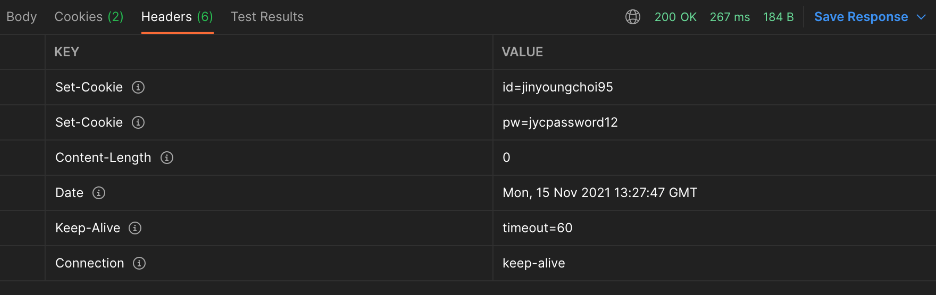 Body Cookies (2) Headers (6) Test Results 200 OK 267 ms 184 B Save Response
KEY VALUE
Set-Cookie id=jinyoungchoi95
Set-Cookie pw=jycpassword12
Content-Length 0
Date Mon, 15 Nov 2021 13:27:47 GMT
Keep-Alive timeout=60
Connection keep-alive